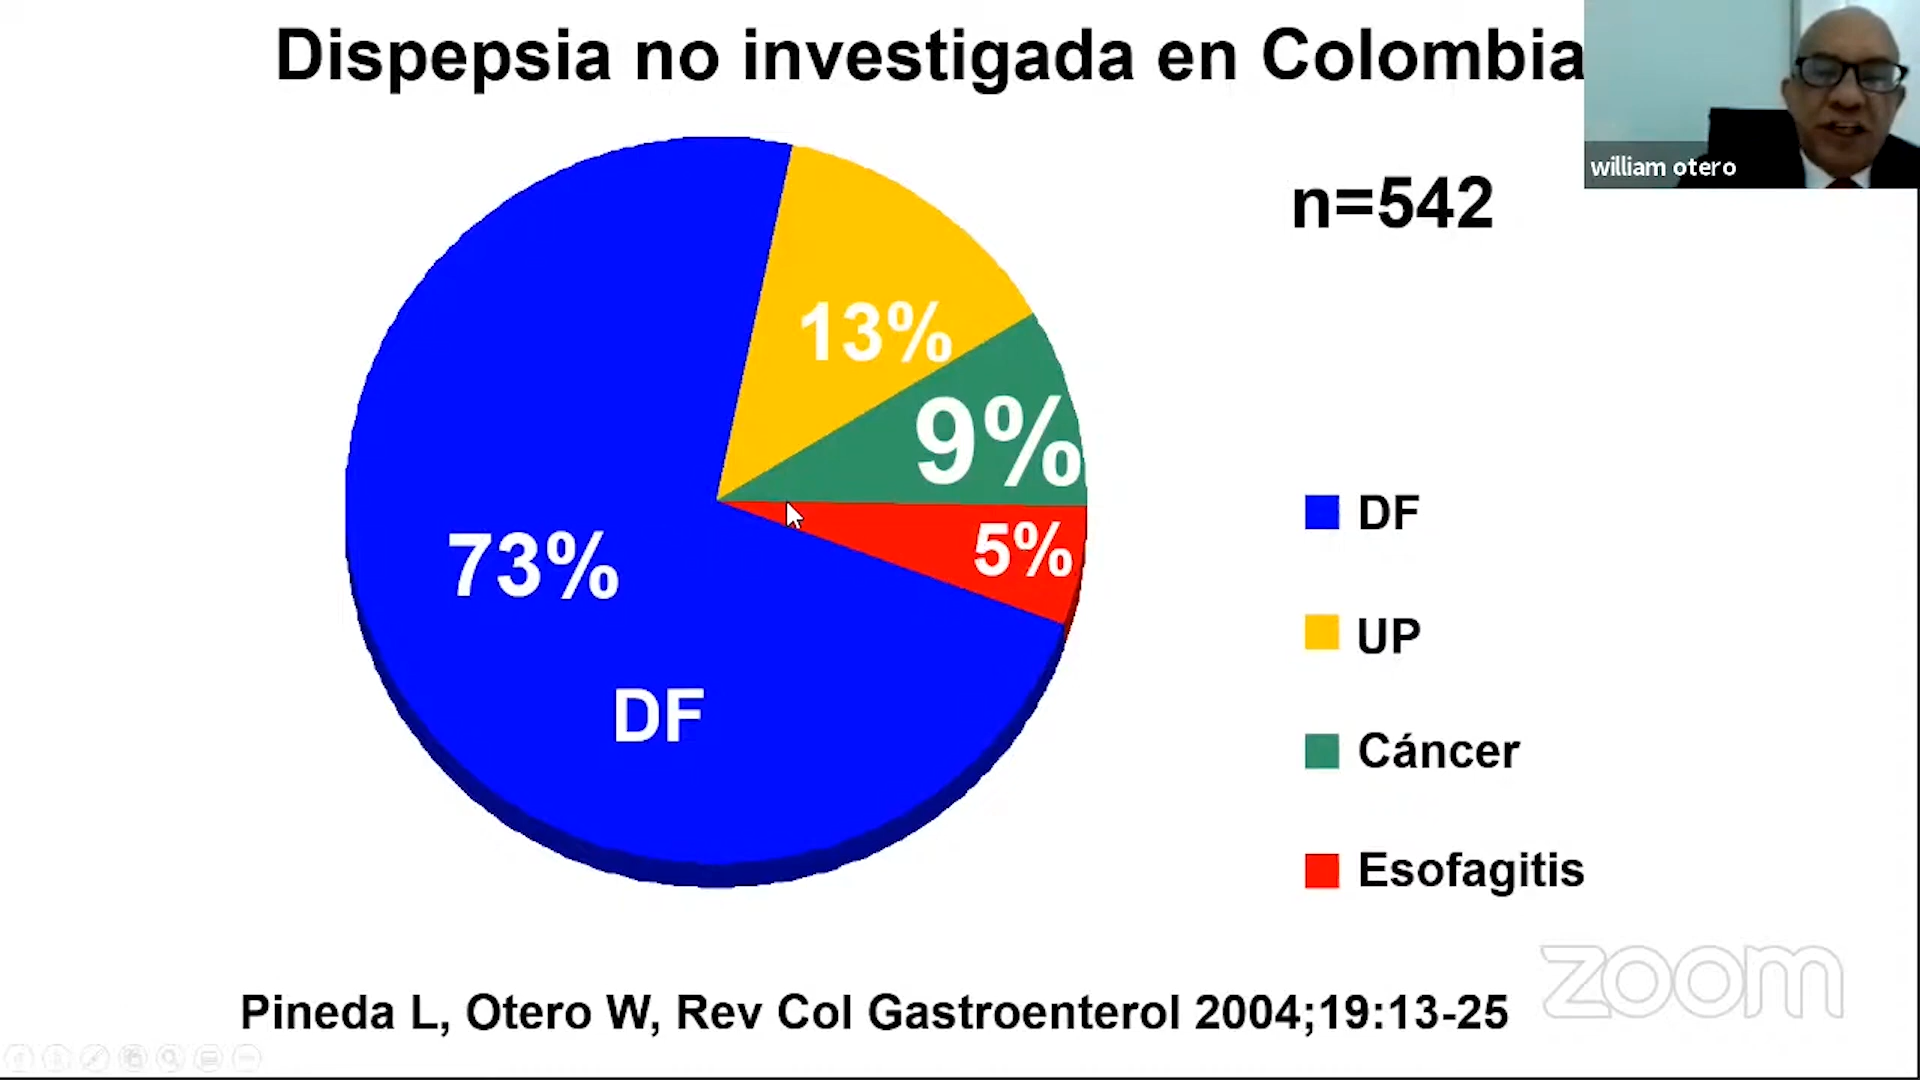 Dispepsia no investigada en Colombia
william otero
n=542
13%
9%
5%
73%
DF
DF
UP
Cáncer
Esofagitis
zoom
Pineda L, Otero W, Rev Col Gastroenterol 2004;19:13-25